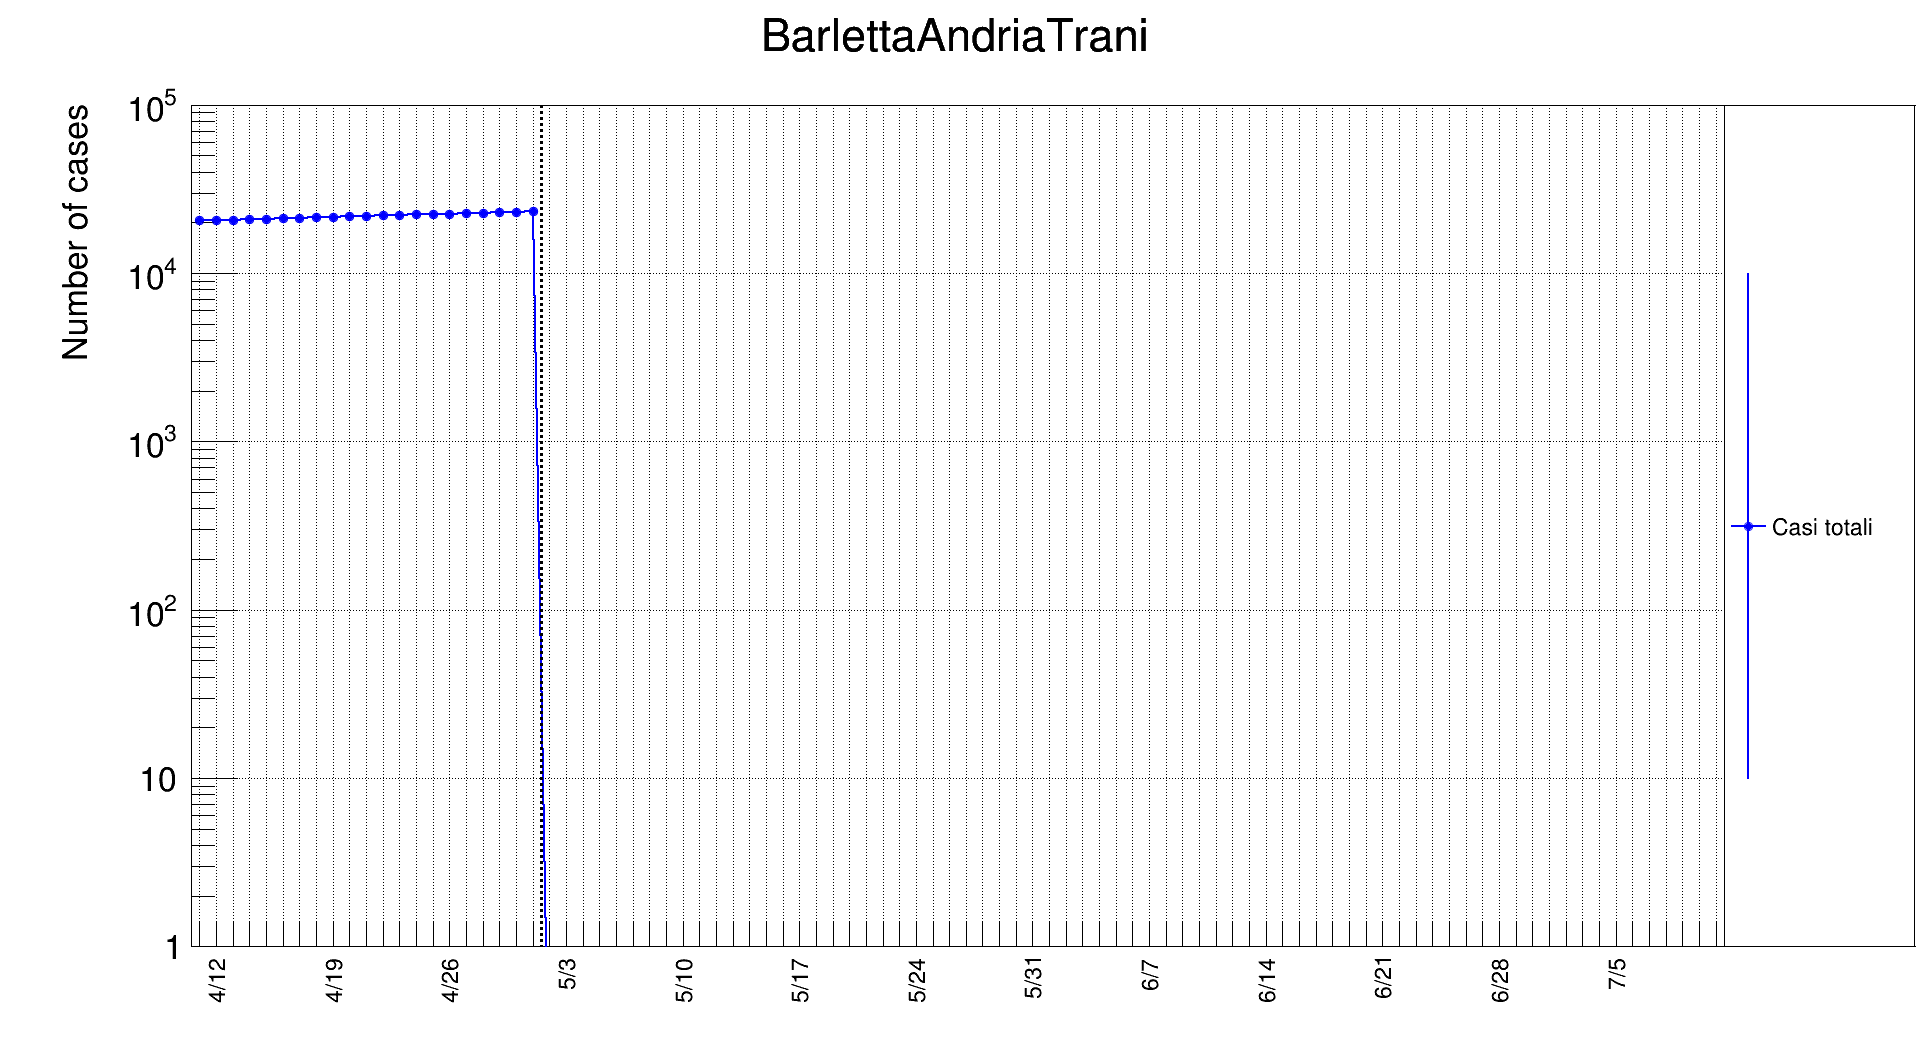 BarlettaAndriaTrani
Number of cases
10^5
10^4
10^3
10^2
10
1
Casi totali
4/12 4/19 4/26 5/3 5/10 5/17 5/24 5/31 6/7 6/14 6/21 6/28 7/5